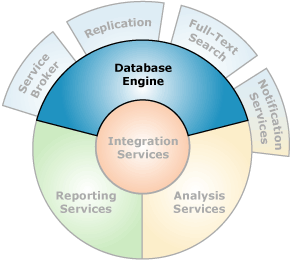 Replication
Full-Text
Search
Service
Broker
Database
Engine
Notification
Services
Integration
Services
Reporting
Services
Analysis
Services